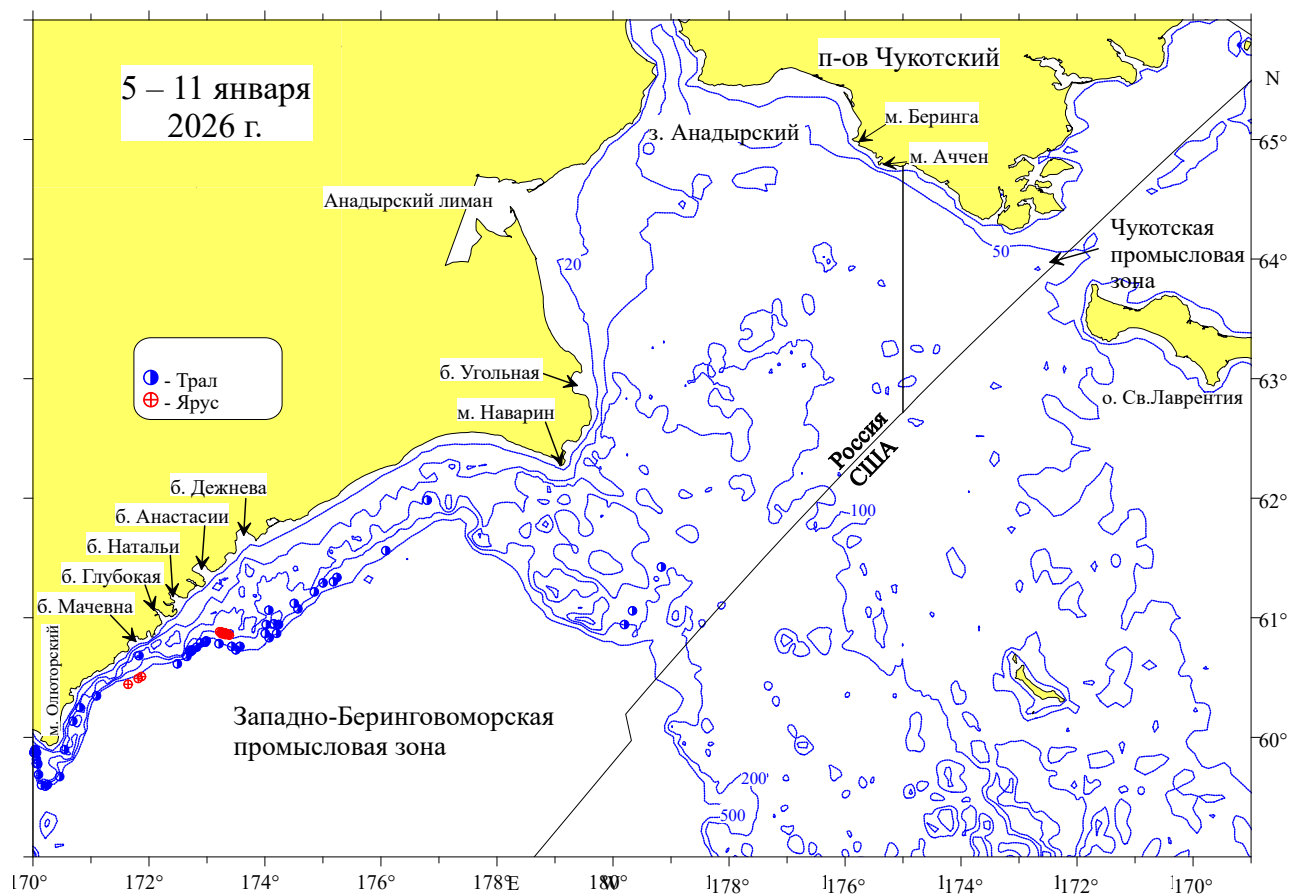 5 – 11 января
2026 г.
п-ов Чукотский
N
м. Беринга
з. Анадырский
65°
м. Аччен
Анадырский лиман
Чукотская
промысловая
зона
50
20
64°
б. Угольная
63°
- Трал
- Ярус
о. Св.Лаврентия
м. Наварин
Россия
США
62°
б. Дежнева
100
б. Анастасии
б. Натальи
б. Глубокая
б. Мачевна
61°
м. Олюторский
Западно-Беринговоморская
промысловая зона
60°
200
500
170° 172° 174° 176° 178° E W 180° 178° 176° 174° 172° 170°